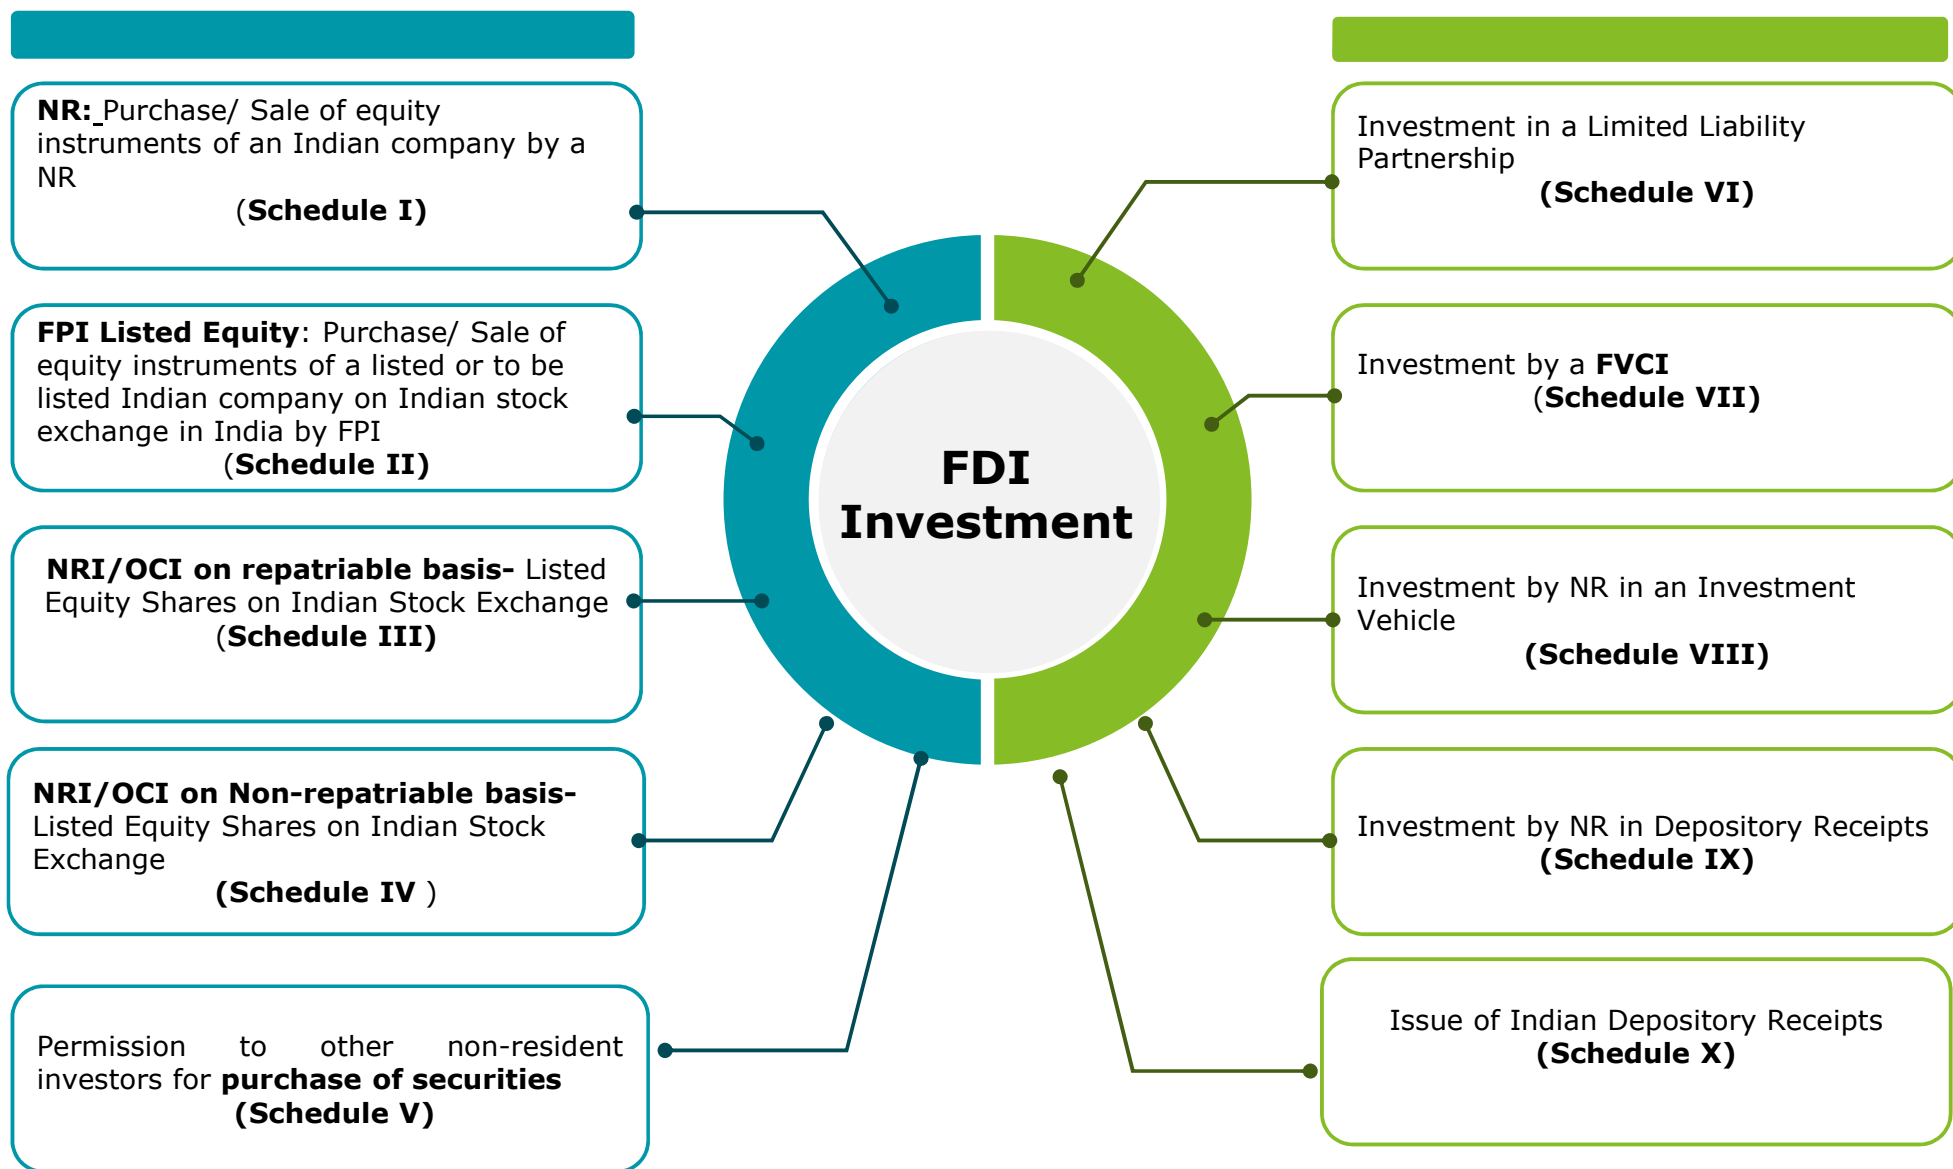 NR: Purchase/ Sale of equity
instruments of an Indian company by a
NR
(Schedule I)
FPI Listed Equity: Purchase/ Sale of
equity instruments of a listed or to be
listed Indian company on Indian stock
exchange in India by FPI
(Schedule II)
NRI/OCI on repatriable basis- Listed
Equity Shares on Indian Stock Exchange
(Schedule III)
NRI/OCI on Non-repatriable basis-
Listed Equity Shares on Indian Stock
Exchange
(Schedule IV )
Permission to other non-resident
investors for purchase of securities
(Schedule V)
FDI
Investment
Investment in a Limited Liability
Partnership
(Schedule VI)
Investment by a FVCI
(Schedule VII)
Investment by NR in an Investment
Vehicle
(Schedule VIII)
Investment by NR in Depository Receipts
(Schedule IX)
Issue of Indian Depository Receipts
(Schedule X)